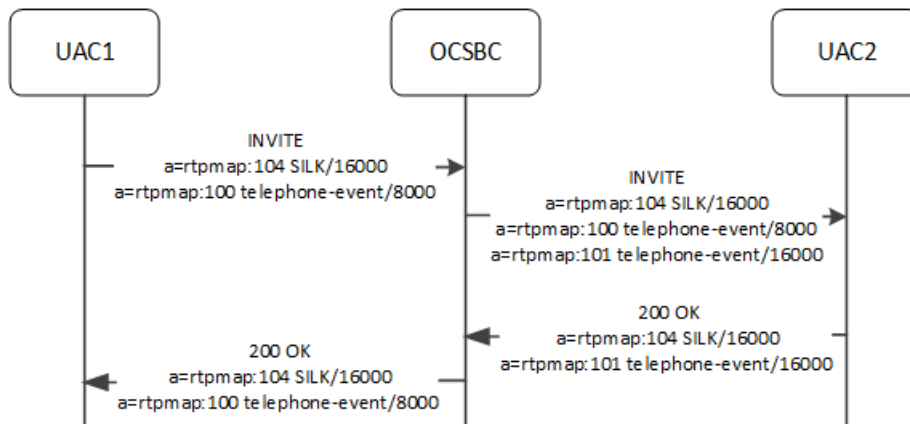 UAC1
OCSBC
UAC2
INVITE
a=rtpmap:104 SILK/16000
a=rtpmap:100 telephone-event/8000
INVITE
a=rtpmap:104 SILK/16000
a=rtpmap:100 telephone-event/8000
a=rtpmap:101 telephone-event/16000
200 OK
a=rtpmap:104 SILK/16000
a=rtpmap:101 telephone-event/16000
200 OK
a=rtpmap:104 SILK/16000
a=rtpmap:100 telephone-event/8000